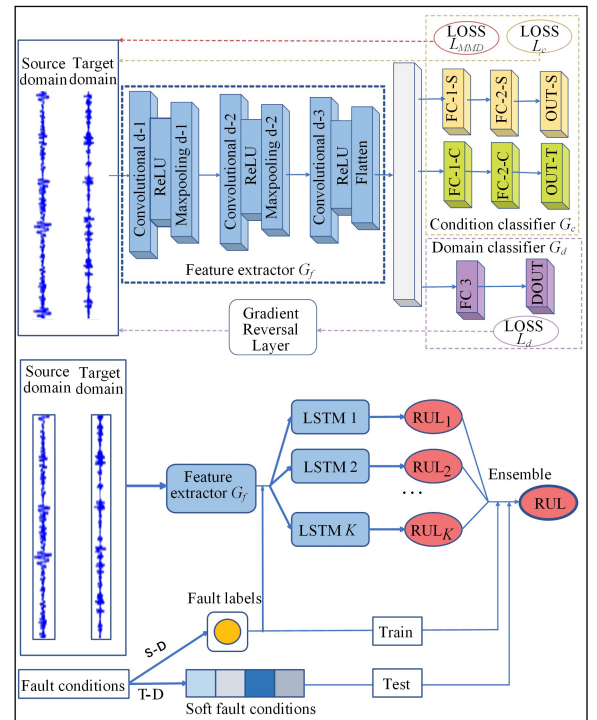 LOSS
L_MMD
LOSS
L_c
Source domain
Target domain
Convolutional d-1
ReLU
Maxpooling d-1
Convolutional d-2
ReLU
Maxpooling d-2
Convolutional d-3
ReLU
Flatten
Feature extractor G_f
FC-1-S
FC-2-S
OUT-S
FC-1-C
FC-2-C
OUT-T
Condition classifier G_c
Domain classifier G_d
FC 3
DOUT
LOSS
L_d
Gradient
Reversal
Layer
Source domain
Target domain
Feature
extractor G_f
LSTM 1
RUL_1
LSTM 2
RUL_2
...
LSTM K
RUL_K
Ensemble
RUL
Fault labels
S-D
Train
Fault conditions
T-D
Soft fault conditions
Test